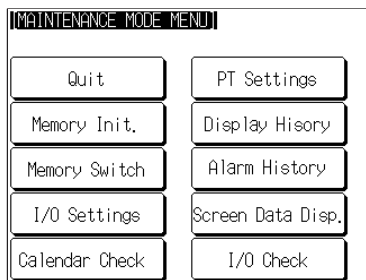 [MAINTENANCE MODE MENU]
Quit
PT Settings
Memory Init.
Display Hisory
Memory Switch
Alarm History
I/O Settings
Screen Data Disp.
Calendar Check
I/O Check